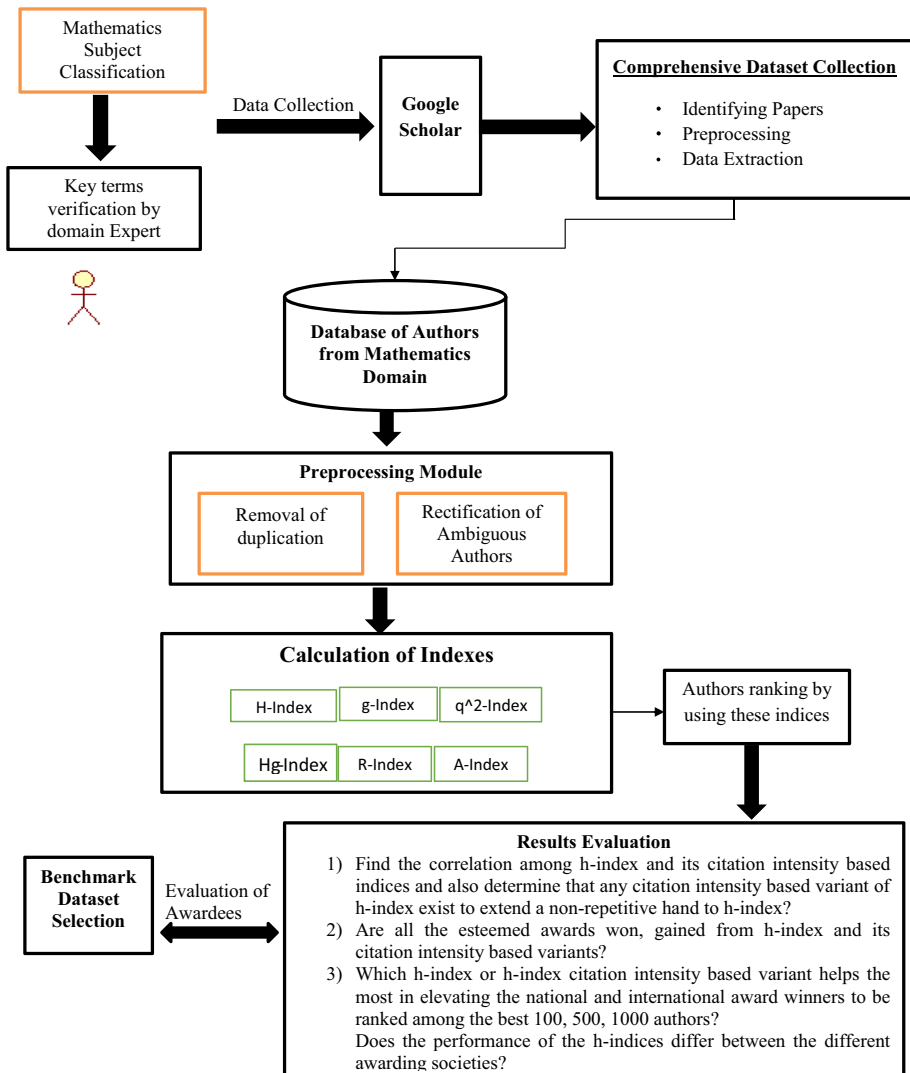 Mathematics
Subject
Classification
Data Collection
Google
Scholar
Comprehensive Dataset Collection
• Identifying Papers
• Preprocessing
• Data Extraction
Key terms
verification by
domain Expert
Database of Authors
from Mathematics
Domain
Preprocessing Module
Removal of
duplication
Rectification of
Ambiguous
Authors
Calculation of Indexes
H-Index
g-Index
q^2-Index
Hg-Index
R-Index
A-Index
Authors ranking by
using these indices
Benchmark
Dataset
Selection
Evaluation of
Awardees
Results Evaluation
1) Find the correlation among h-index and its citation intensity based
indices and also determine that any citation intensity based variant of
h-index exist to extend a non-repetitive hand to h-index?
2) Are all the esteemed awards won, gained from h-index and its
citation intensity based variants?
3) Which h-index or h-index citation intensity based variant helps the
most in elevating the national and international award winners to be
ranked among the best 100, 500, 1000 authors?
Does the performance of the h-indices differ between the different
awarding societies?